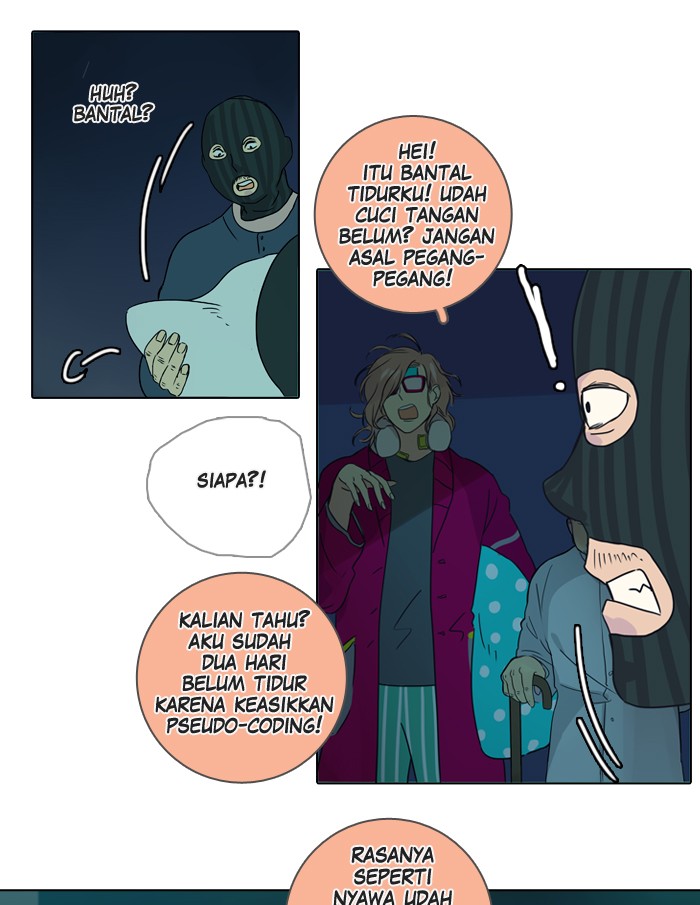 HUH?
BANTAL?
HEI!
ITU BANTAL
TIDURKU! UDAH
CUCI TANGAN
BELUM? JANGAN
ASAL PEGANG-
PEGANG!
SIAPA?!
KALIAN TAHU?
AKU SUDAH
DUA HARI
BELUM TIDUR
KARENA KEASIKKAN
PSEUDO-CODING!
RASANYA
SEPERTI
NYAWA UDAH